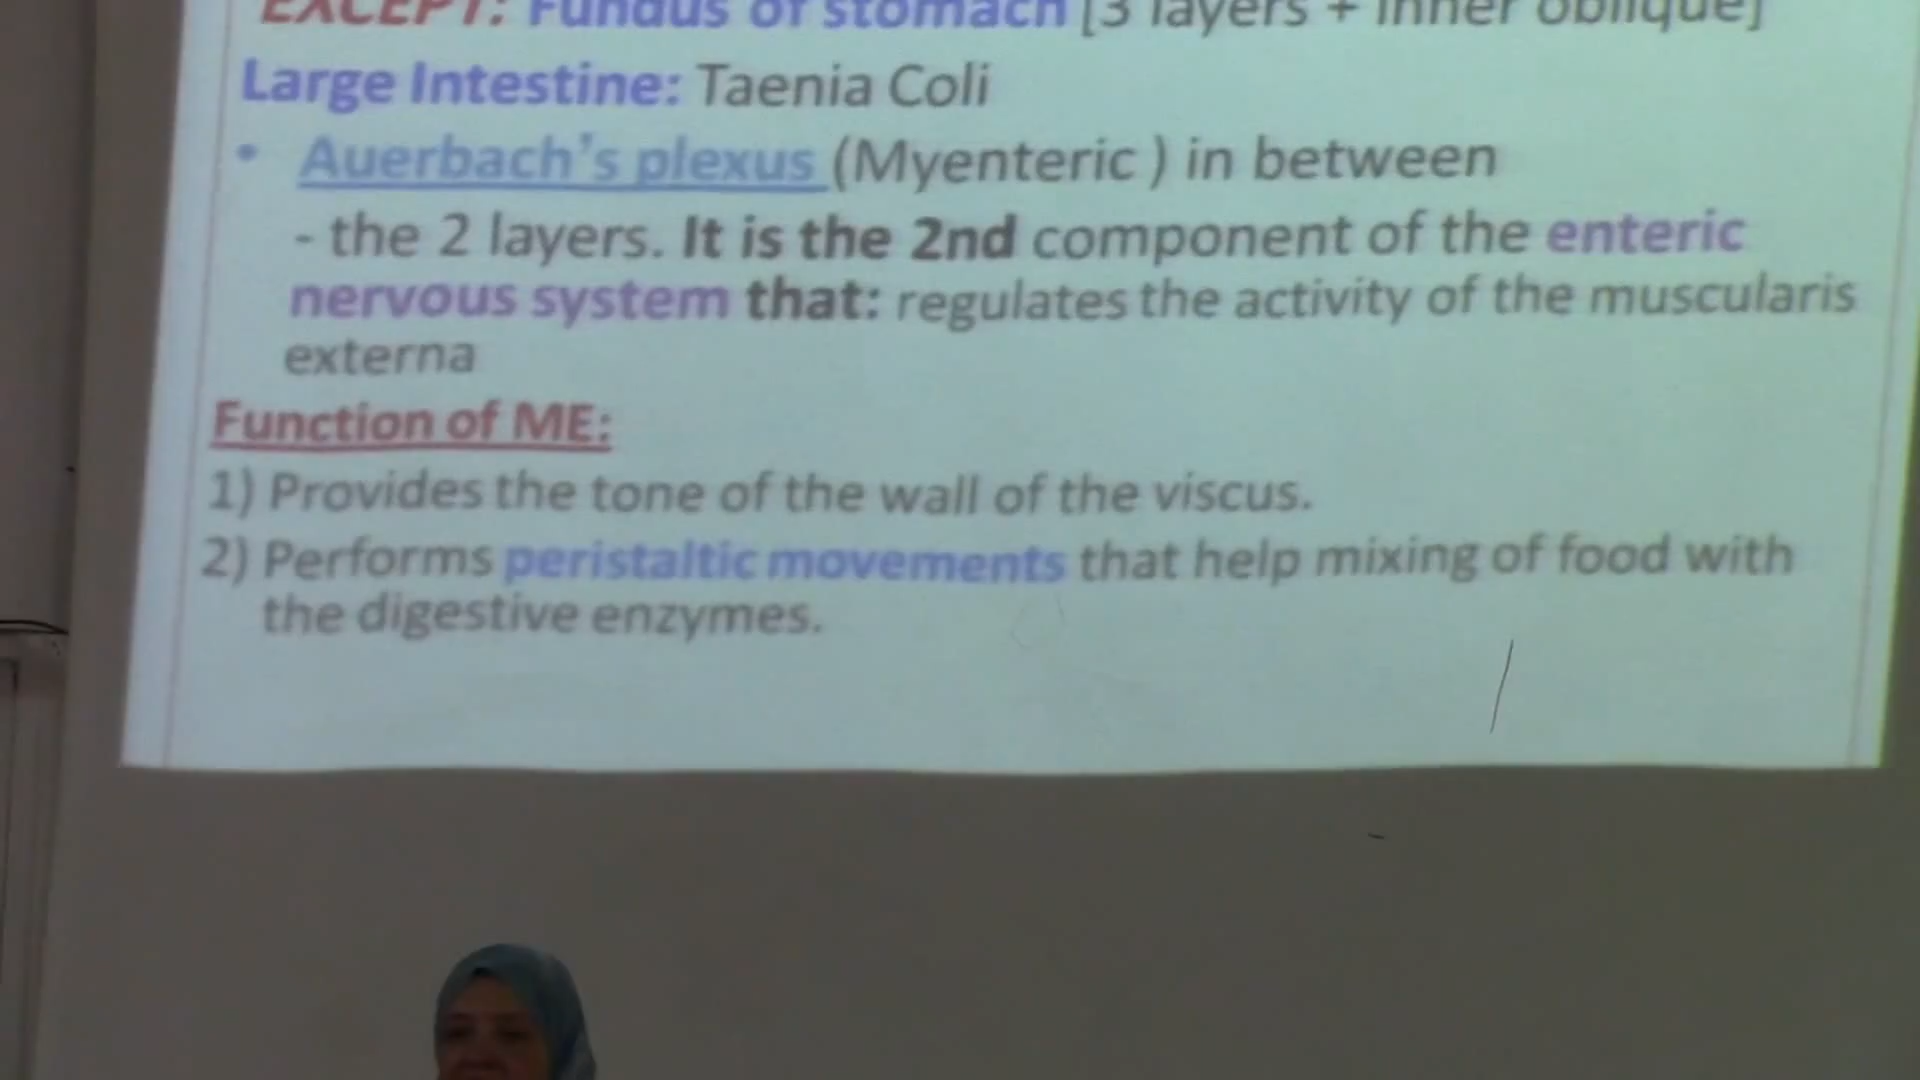 EXCEPT: Fundus of stomach [3 layers + inner oblique]
Large Intestine: Taenia Coli
• Auerbach's plexus (Myenteric ) in between
- the 2 layers. It is the 2nd component of the enteric
nervous system that: regulates the activity of the muscularis
externa
Function of ME:
1) Provides the tone of the wall of the viscus.
2) Performs peristaltic movements that help mixing of food with
the digestive enzymes.